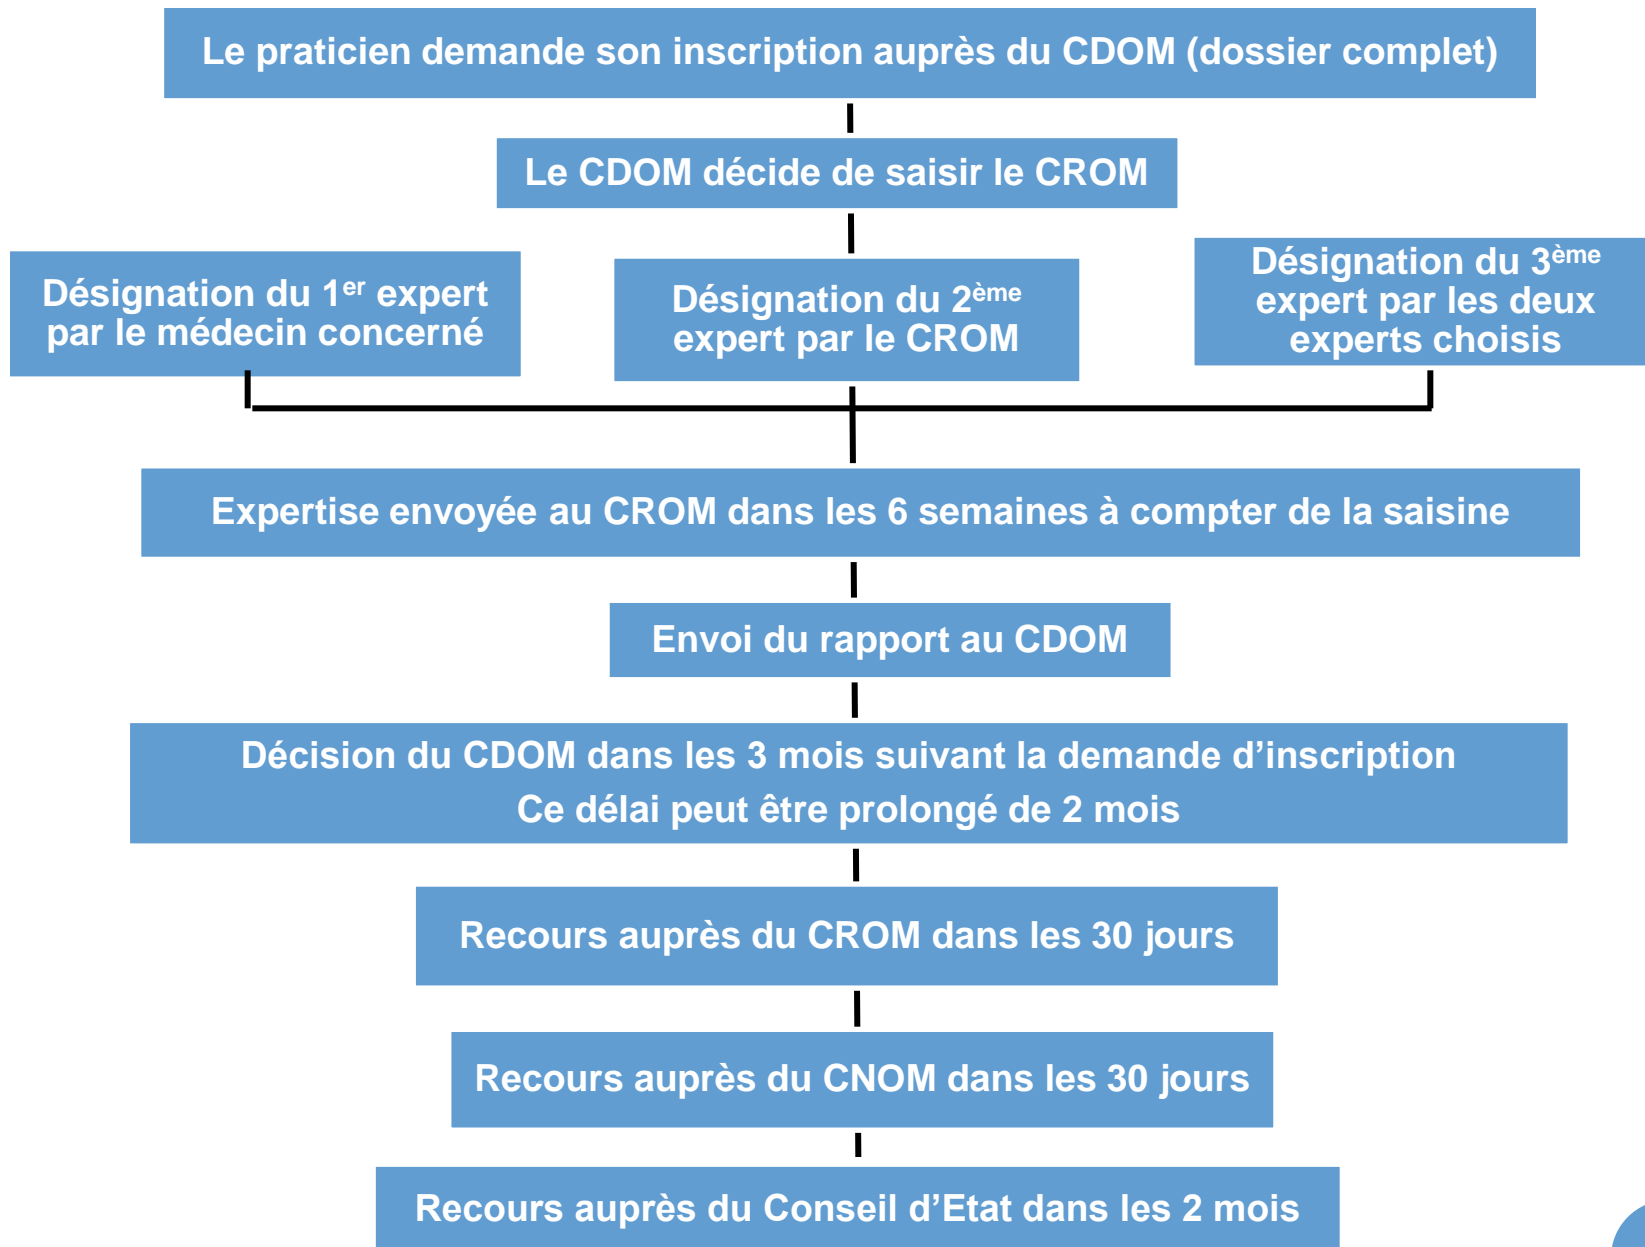 Le praticien demande son inscription auprès du CDOM (dossier complet)
Le CDOM décide de saisir le CROM
Désignation du 1er expert
par le médecin concerné
Désignation du 2ème
expert par le CROM
Désignation du 3ème
expert par les deux
experts choisis
Expertise envoyée au CROM dans les 6 semaines à compter de la saisine
Envoi du rapport au CDOM
Décision du CDOM dans les 3 mois suivant la demande d’inscription
Ce délai peut être prolongé de 2 mois
Recours auprès du CROM dans les 30 jours
Recours auprès du CNOM dans les 30 jours
Recours auprès du Conseil d’Etat dans les 2 mois